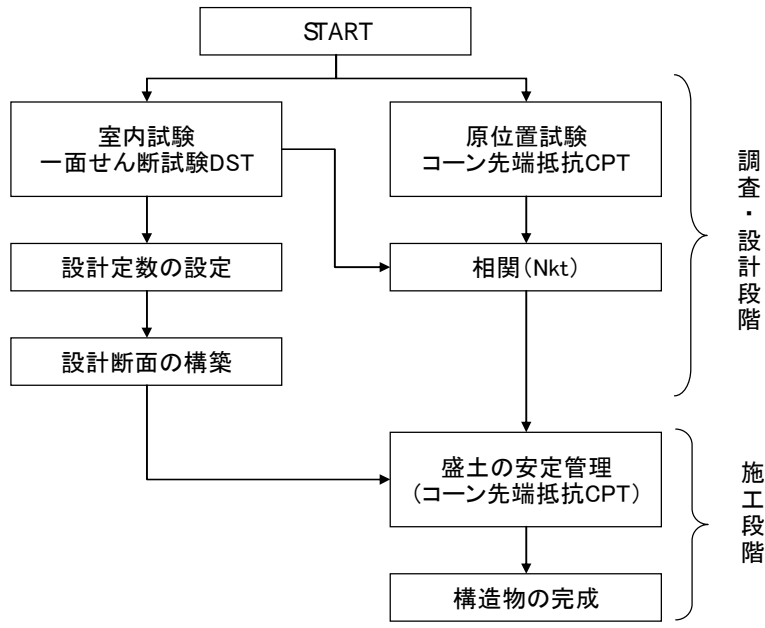 START
室内試験
一面せん断試験DST
原位置試験
コーン先端抵抗CPT
設計定数の設定
相関(Nkt)
設計断面の構築
調査・設計段階
盛土の安定管理
(コーン先端抵抗CPT)
構造物の完成
施工段階